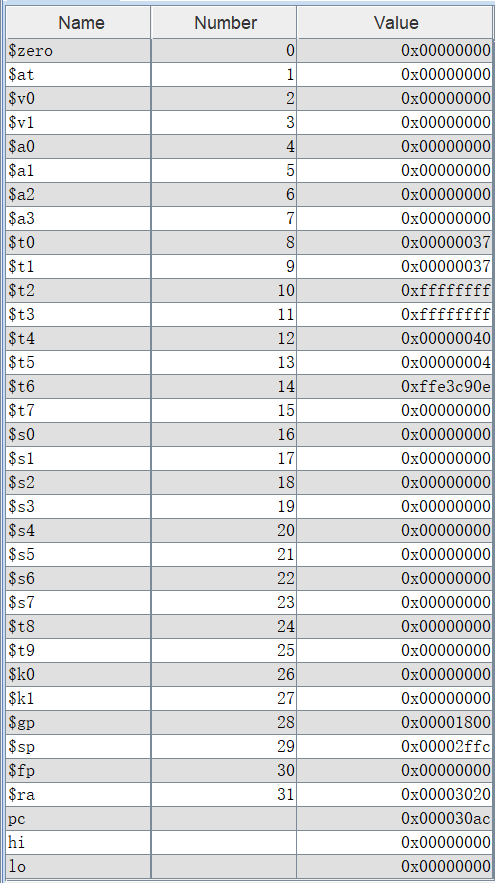 Name Number Value
$zero 0 0x00000000
$at 1 0x00000000
$v0 2 0x00000000
$v1 3 0x00000000
$a0 4 0x00000000
$a1 5 0x00000000
$a2 6 0x00000000
$a3 7 0x00000000
$t0 8 0x00000037
$t1 9 0x00000037
$t2 10 0xffffffff
$t3 11 0xffffffff
$t4 12 0x00000040
$t5 13 0x00000004
$t6 14 0xffe3c90e
$t7 15 0x00000000
$s0 16 0x00000000
$s1 17 0x00000000
$s2 18 0x00000000
$s3 19 0x00000000
$s4 20 0x00000000
$s5 21 0x00000000
$s6 22 0x00000000
$s7 23 0x00000000
$t8 24 0x00000000
$t9 25 0x00000000
$k0 26 0x00000000
$k1 27 0x00000000
$gp 28 0x00001800
$sp 29 0x00002ffc
$fp 30 0x00000000
$ra 31 0x00003020
pc 0x000030ac
hi 0x00000000
lo 0x00000000